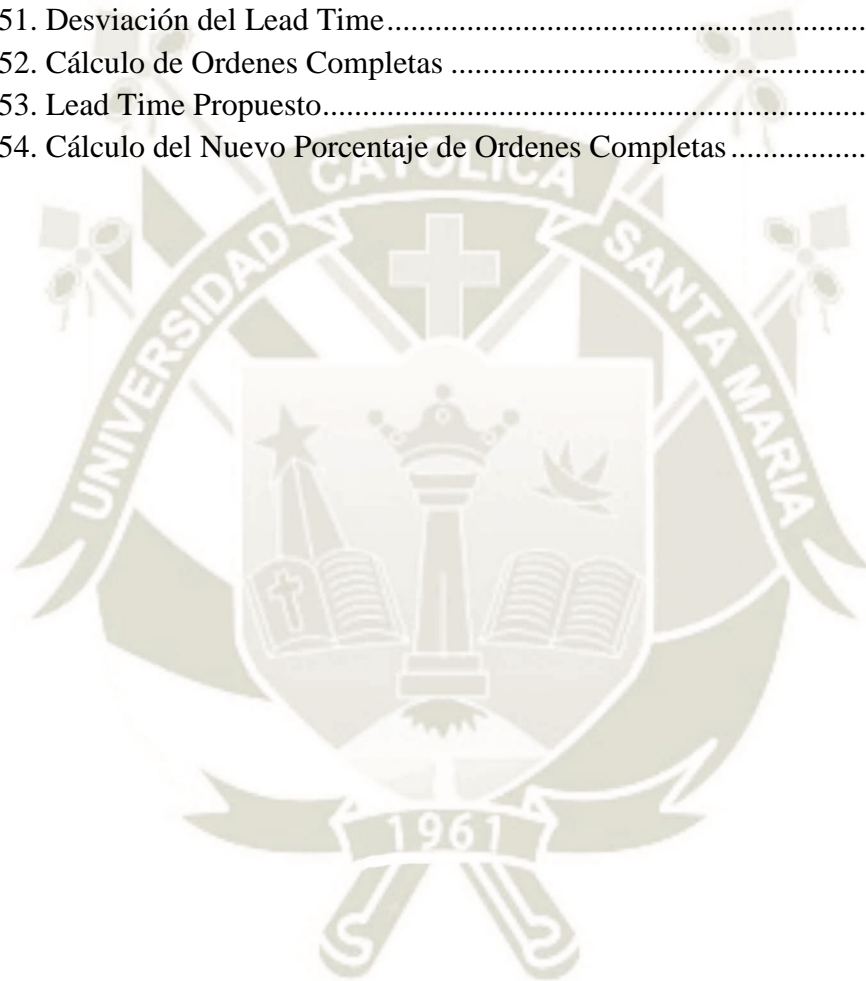 51. Desviación del Lead Time............................................................
52. Cálculo de Ordenes Completas ....................................................
53. Lead Time Propuesto....................................................................
54. Cálculo del Nuevo Porcentaje de Ordenes Completas.................
UNIVERSIDAD CATOLICA SANTA MARIA
1961